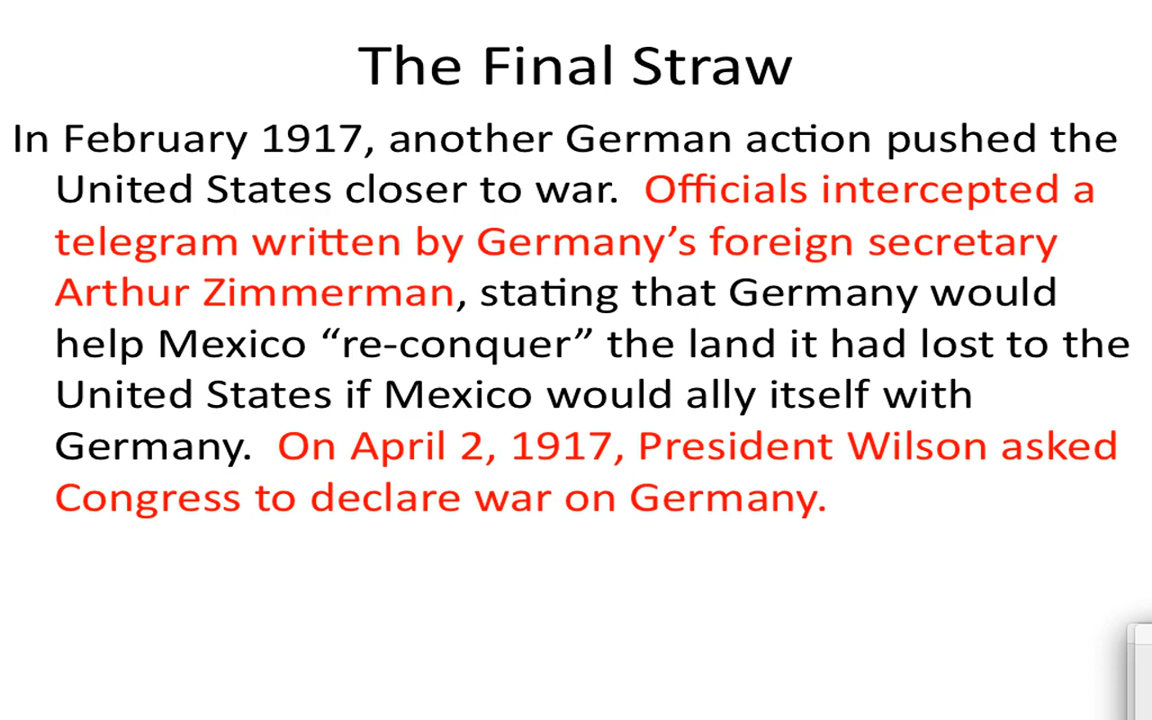 The Final Straw
In February 1917, another German action pushed the
United States closer to war.  Officials intercepted a
telegram written by Germany’s foreign secretary
Arthur Zimmerman, stating that Germany would
help Mexico “re-conquer” the land it had lost to the
United States if Mexico would ally itself with
Germany.  On April 2, 1917, President Wilson asked
Congress to declare war on Germany.